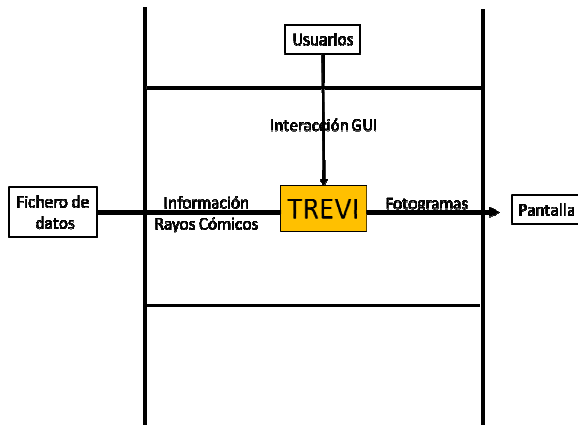 Usuarios
Interacción GUI
Fichero de
datos
Información
Rayos Cómicos
TREVI
Fotogramas
Pantalla